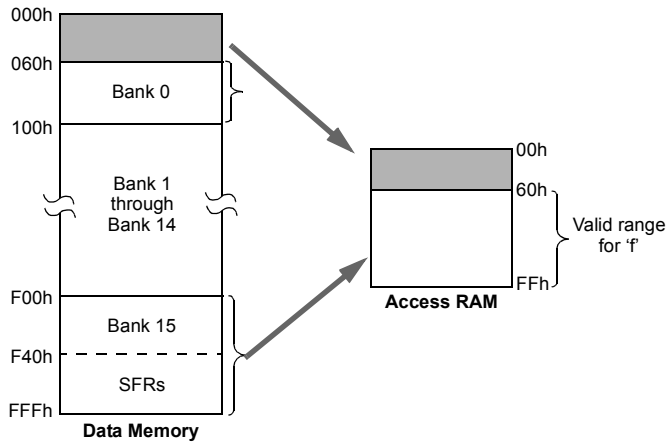 000h
060h
Bank 0
100h
Bank 1
through
Bank 14
F00h
Bank 15
F40h
SFRs
FFFh
Data Memory
00h
60h
Valid range
for ‘f’
FFh
Access RAM